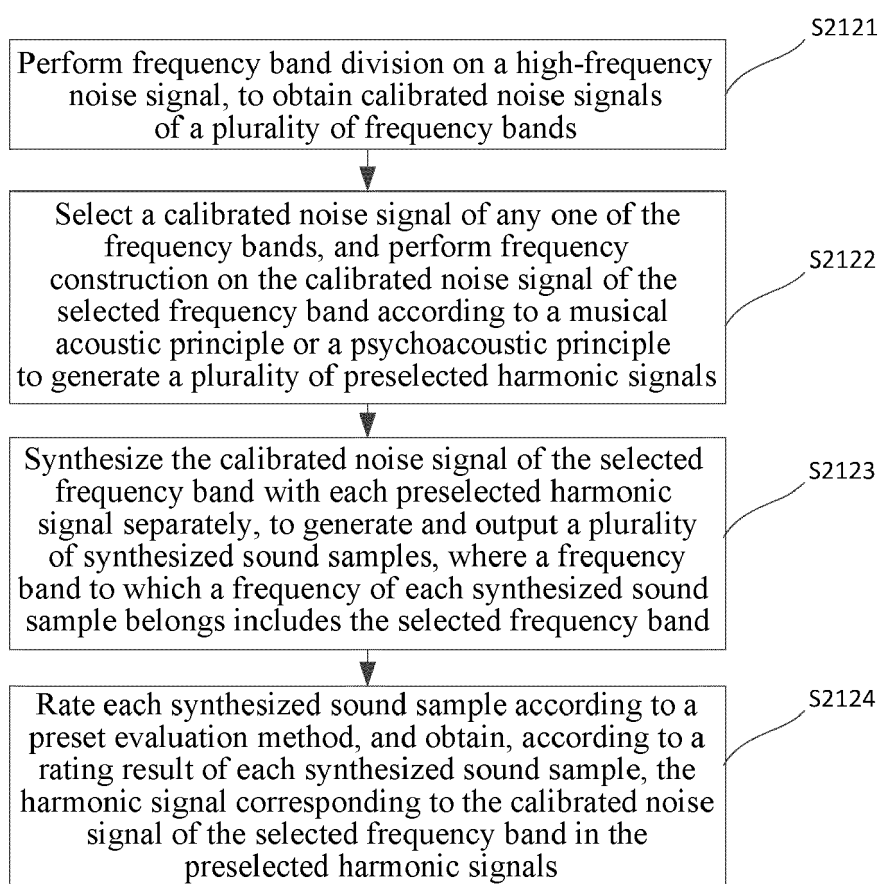 S2121
Perform frequency band division on a high-frequency
noise signal, to obtain calibrated noise signals
of a plurality of frequency bands
S2122
Select a calibrated noise signal of any one of the
frequency bands, and perform frequency
construction on the calibrated noise signal of the
selected frequency band according to a musical
acoustic principle or a psychoacoustic principle
to generate a plurality of preselected harmonic signals
S2123
Synthesize the calibrated noise signal of the selected
frequency band with each preselected harmonic
signal separately, to generate and output a plurality
of synthesized sound samples, where a frequency
band to which a frequency of each synthesized sound
sample belongs includes the selected frequency band
S2124
Rate each synthesized sound sample according to a
preset evaluation method, and obtain, according to a
rating result of each synthesized sound sample, the
harmonic signal corresponding to the calibrated noise
signal of the selected frequency band in the
preselected harmonic signals